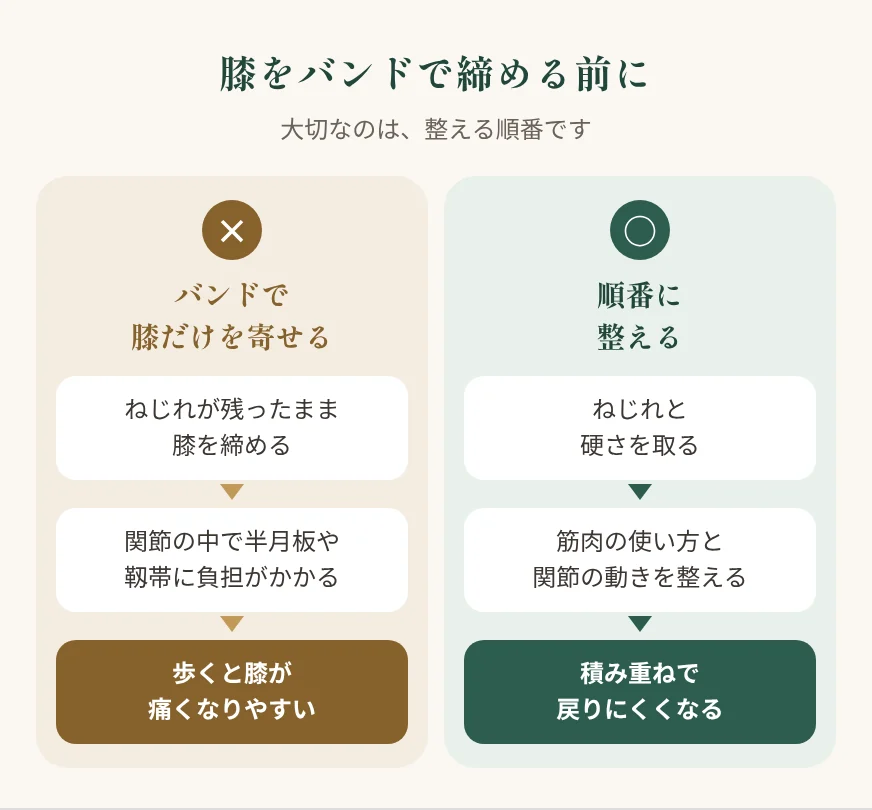 膝をバンドで締める前に
大切なのは、整える順番です
×
バンドで
膝だけを寄せる
ねじれが残ったまま
膝を締める
関節の中で半月板や
靱帯に負担がかかる
歩くと膝が
痛くなりやすい
○
順番に
整える
ねじれと
硬さを取る
筋肉の使い方と
関節の動きを整える
積み重ねで
戻りにくくなる